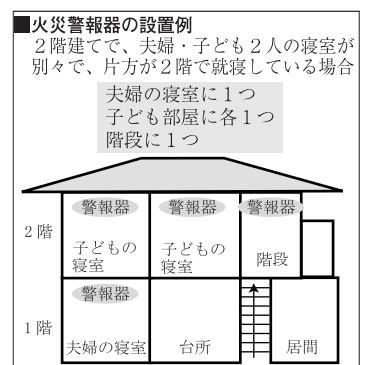 ■火災警報器の設置例
２階建てで、夫婦・子ども２人の寝室が
別々で、片方が２階で就寝している場合
夫婦の寝室に１つ
子ども部屋に各１つ
階段に１つ
警報器 警報器 警報器
２階
子どもの
寝室
子どもの
寝室
階段
警報器
１階
夫婦の寝室
台所
居間